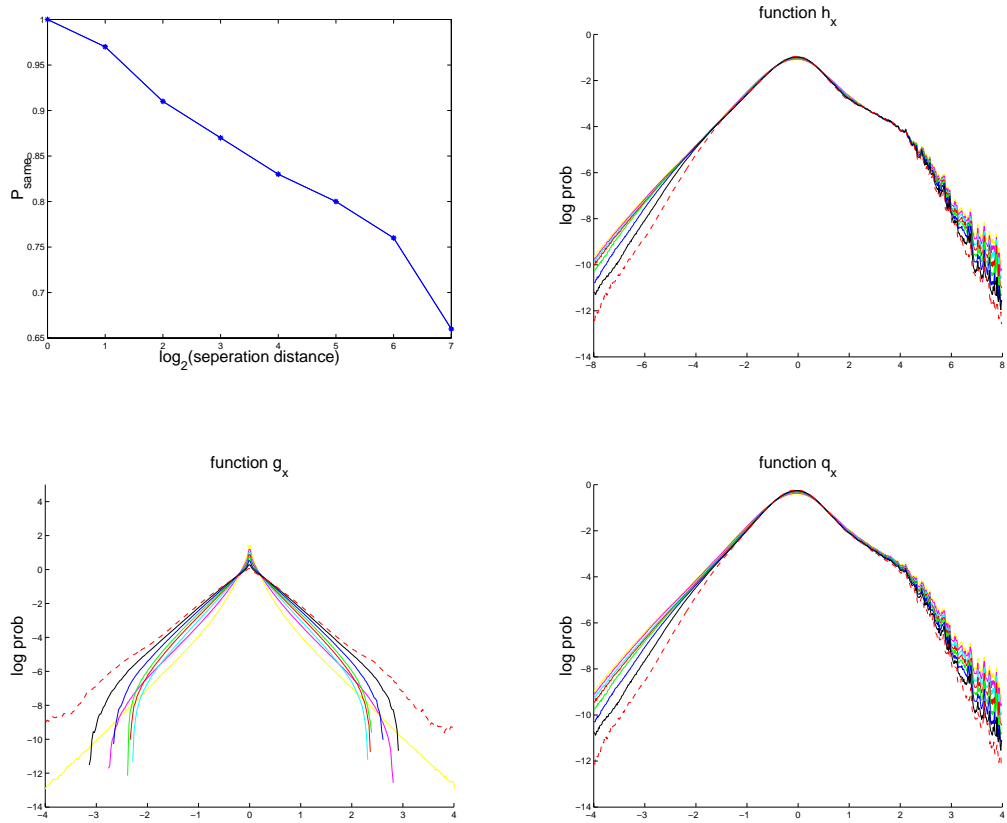 1
0.95
0.9
0.85
0.8
0.75
0.7
0.65
P_same
0 1 2 3 4 5 6 7
log_2(seperation distance)
function h_x
0
−2
−4
−6
−8
−10
−12
−14
log prob
−8 −6 −4 −2 0 2 4 6 8
function g_x
4
2
0
−2
−4
−6
−8
−10
−12
−14
log prob
−4 −3 −2 −1 0 1 2 3 4
function q_x
0
−2
−4
−6
−8
−10
−12
−14
log prob
−4 −3 −2 −1 0 1 2 3 4